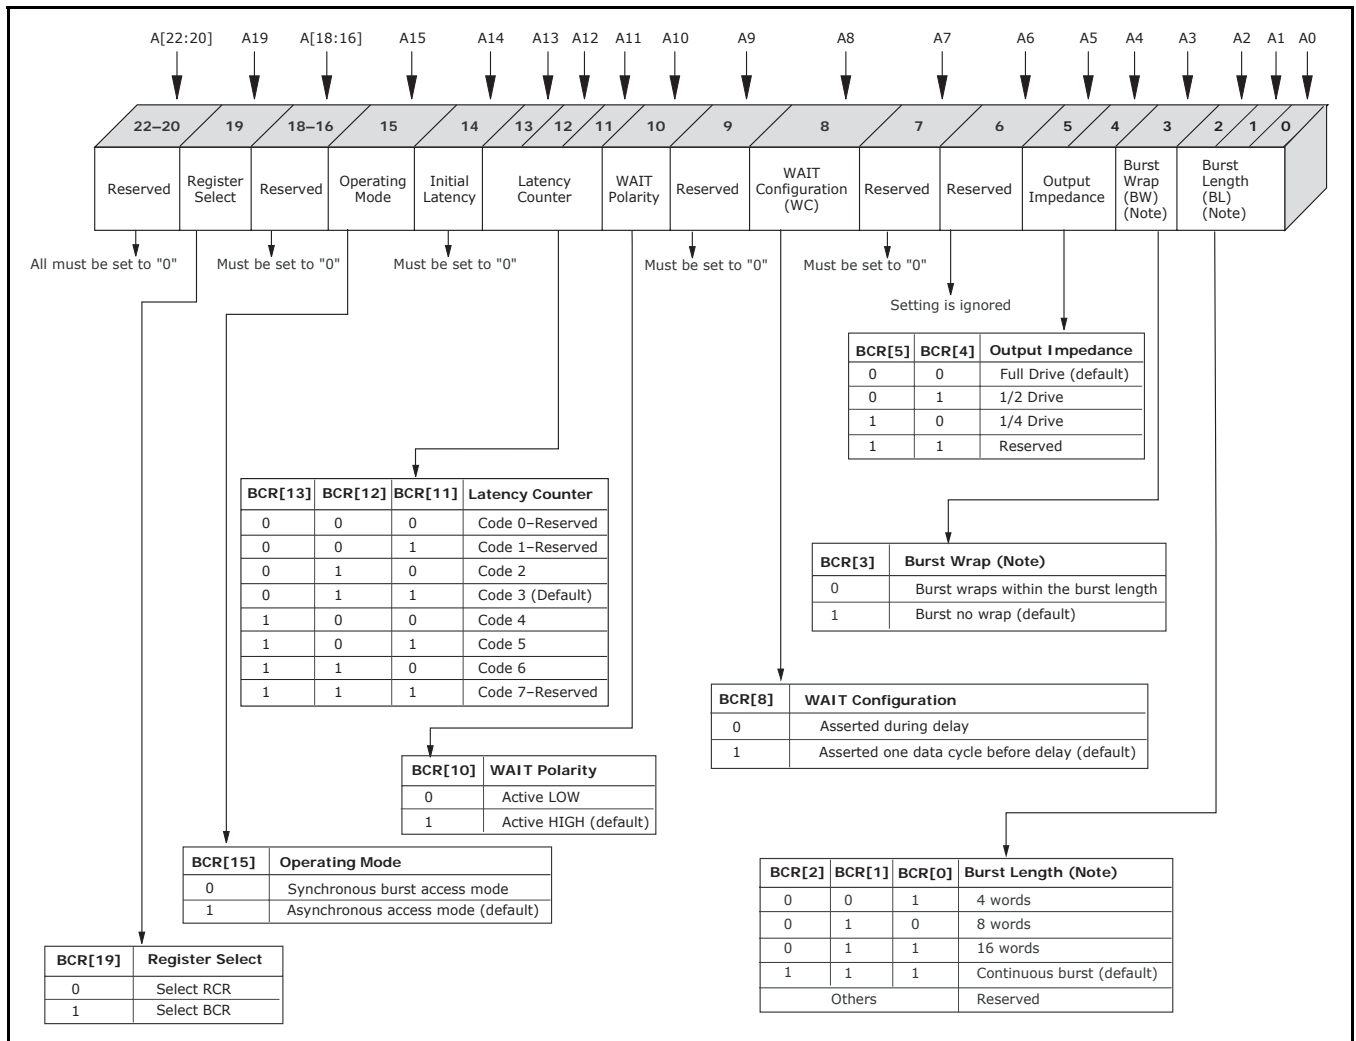 A[22:20] A19 A[18:16] A15 A14 A13 A12 A11 A10 A9 A8 A7 A6 A5 A4 A3 A2 A1 A0
22–20 19 18–16 15 14 13 12 11 10 9 8 7 6 5 4 3 2 1 0
Reserved
Register
Select
Reserved
Operating
Mode
Initial
Latency
Latency
Counter
WAIT
Polarity
Reserved
WAIT
Configuration
(WC)
Reserved
Reserved
Output
Impedance
Burst
Wrap
(BW)
(Note)
Burst
Length
(BL)
(Note)
All must be set to "0"
Must be set to "0"
Must be set to "0"
Must be set to "0"
Must be set to "0"
Setting is ignored
BCR[5] BCR[4] Output Impedance
0 0 Full Drive (default)
0 1 1/2 Drive
1 0 1/4 Drive
1 1 Reserved
BCR[13] BCR[12] BCR[11] Latency Counter
0 0 0 Code 0–Reserved
0 0 1 Code 1–Reserved
0 1 0 Code 2
0 1 1 Code 3 (Default)
1 0 0 Code 4
1 0 1 Code 5
1 1 0 Code 6
1 1 1 Code 7–Reserved
BCR[3] Burst Wrap (Note)
0 Burst wraps within the burst length
1 Burst no wrap (default)
BCR[8] WAIT Configuration
0 Asserted during delay
1 Asserted one data cycle before delay (default)
BCR[10] WAIT Polarity
0 Active LOW
1 Active HIGH (default)
BCR[15] Operating Mode
0 Synchronous burst access mode
1 Asynchronous access mode (default)
BCR[2] BCR[1] BCR[0] Burst Length (Note)
0 0 1 4 words
0 1 0 8 words
0 1 1 16 words
1 1 1 Continuous burst (default)
Others Reserved
BCR[19] Register Select
0 Select RCR
1 Select BCR